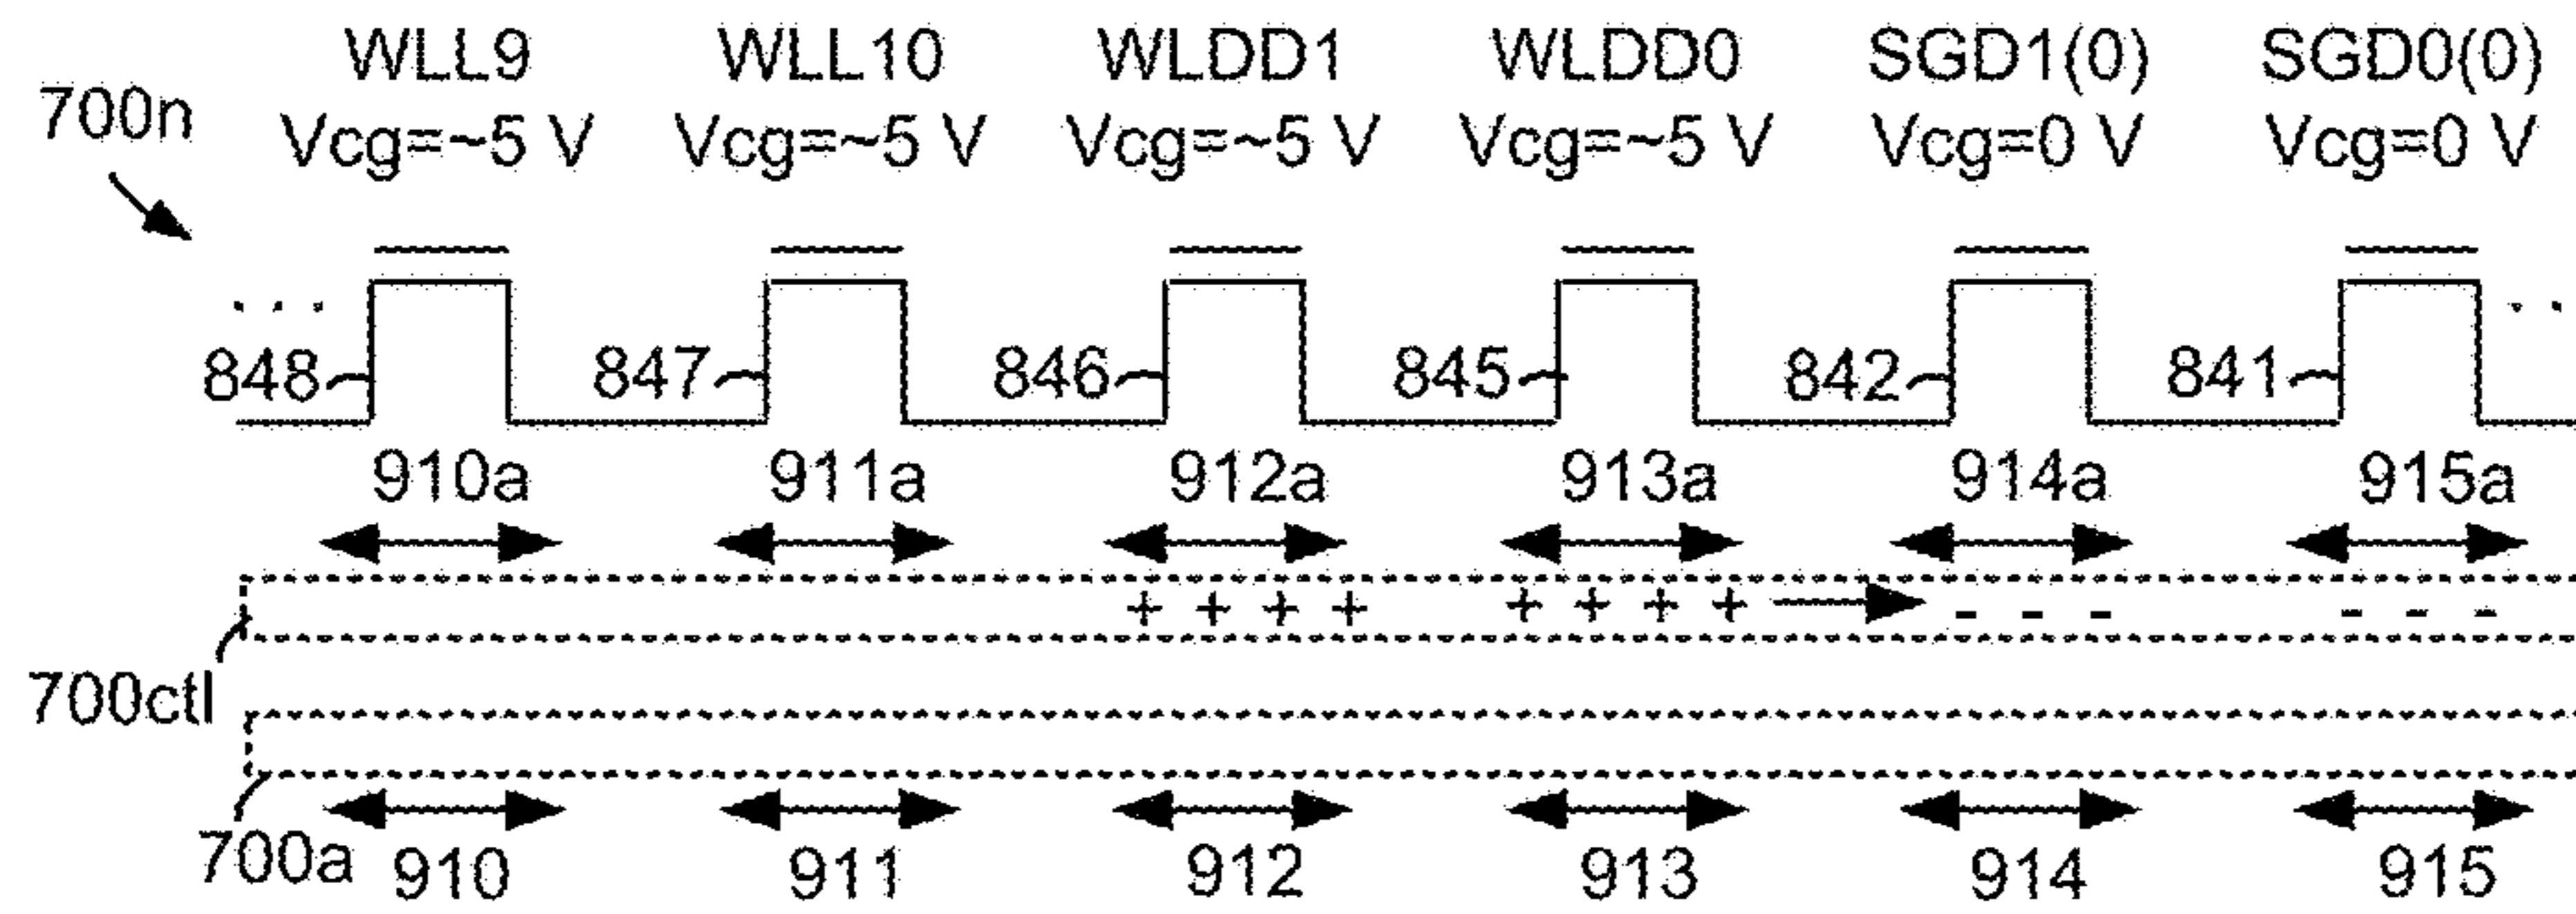 WLL9 WLL10 WLDD1 WLDD0 SGD1(0) SGD0(0)
700n Vcg=~5 V Vcg=~5 V Vcg=~5 V Vcg=~5 V Vcg=0 V Vcg=0 V
. . . . .
848 847 846 845 842 841
910a 911a 912a 913a 914a 915a
+ + + + + + + + - - - - - -
700ctl
700a 910 911 912 913 914 915